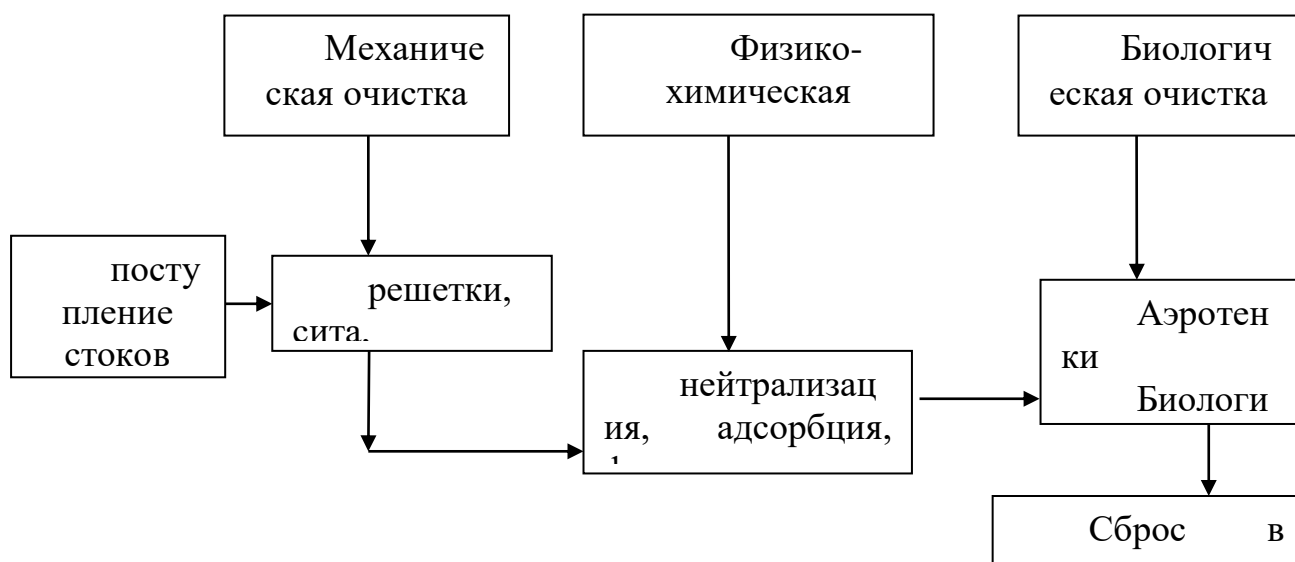 Механиче
ская очистка
Физико-
химическая
Биологич
еская очистка
посту
пление
стоков
решетки,
сита,
нейтрализац
ия, адсорбция,
Аэротен
ки
Биологи
Сброс в